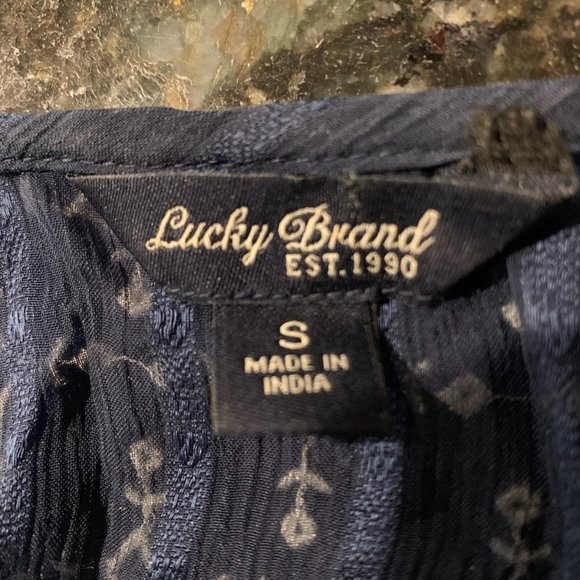 Lucky Brand
EST. 1990
S
MADE IN
INDIA